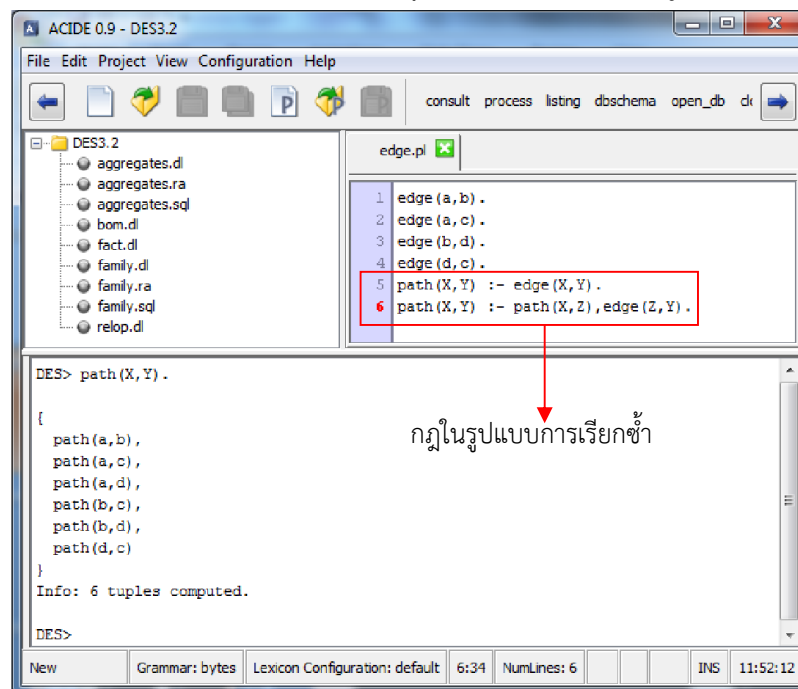 ACIDE 0.9 - DES3.2
File Edit Project View Configuration Help
consult process listing dbschema open_db
DES3.2
aggregates.dl
aggregates.ra
aggregates.sql
bom.dl
fact.dl
family.dl
family.ra
family.sql
relop.dl
edge.pl
1 edge(a,b).
2 edge(a,c).
3 edge(b,d).
4 edge(d,c).
5 path(X,Y) :- edge(X,Y).
6 path(X,Y) :- path(X,Z),edge(Z,Y).
กฎในรูปแบบการเรียกซ้ำ
DES> path(X,Y).
{
path(a,b),
path(a,c),
path(a,d),
path(b,c),
path(b,d),
path(d,c)
}
Info: 6 tuples computed.
DES>
New Grammar: bytes Lexicon Configuration: default 6:34 NumLines: 6 INS 11:52:12